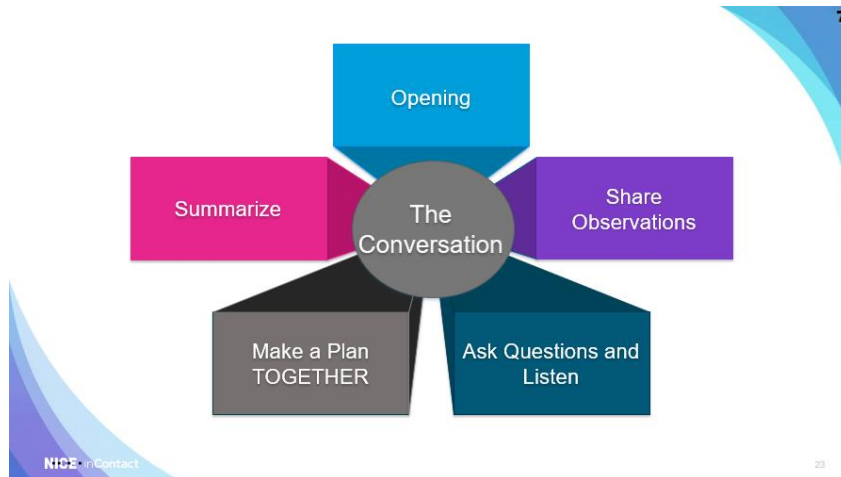 Opening
Summarize
The
Conversation
Share
Observations
Make a Plan
TOGETHER
Ask Questions and
Listen
NICE inContact
23